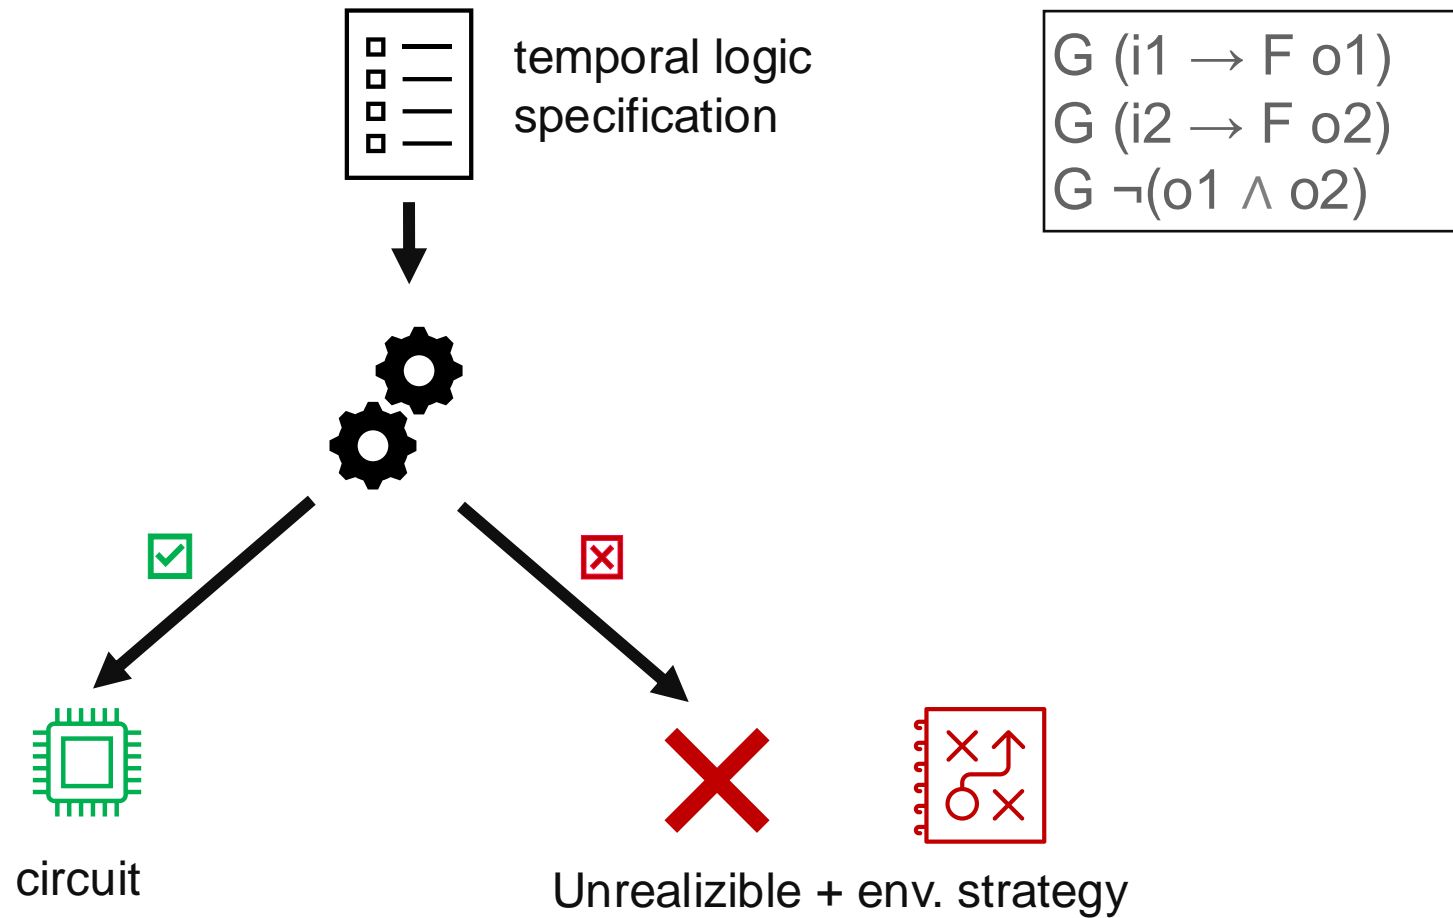 temporal logic
specification
G (i1 → F o1)
G (i2 → F o2)
G ¬(o1 ∧ o2)
circuit
Unrealizible + env. strategy